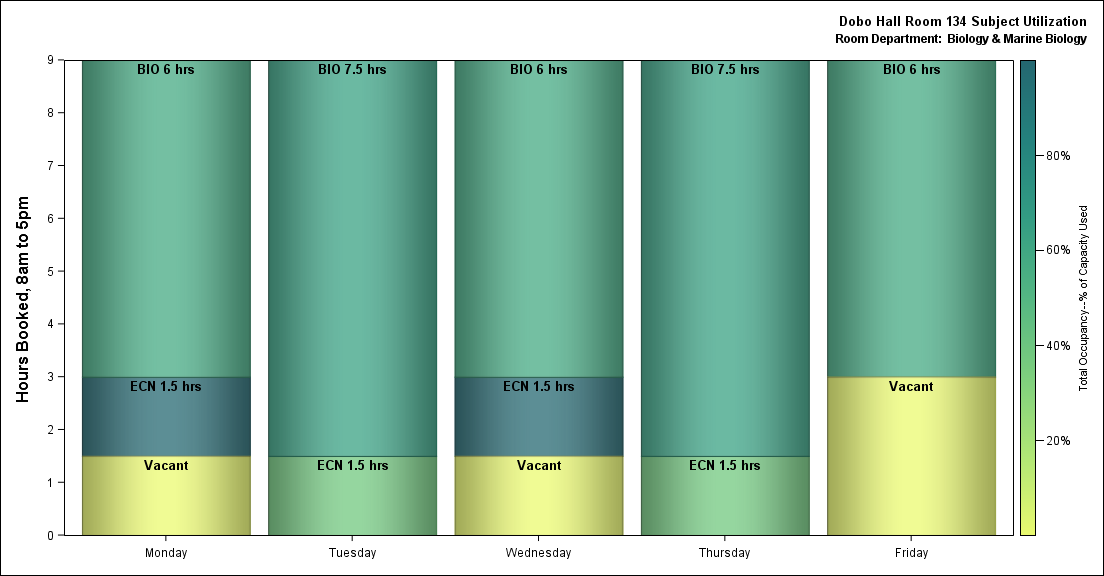 Dobo Hall Room 134 Subject Utilization
Room Department: Biology & Marine Biology
Hours Booked, 8am to 5pm
9
8
7
6
5
4
3
2
1
0
BIO 6 hrs
ECN 1.5 hrs
Vacant
BIO 7.5 hrs
ECN 1.5 hrs
BIO 6 hrs
ECN 1.5 hrs
Vacant
BIO 7.5 hrs
ECN 1.5 hrs
BIO 6 hrs
Vacant
Monday
Tuesday
Wednesday
Thursday
Friday
80%
60%
40%
20%
Total Occupancy--% of Capacity Used